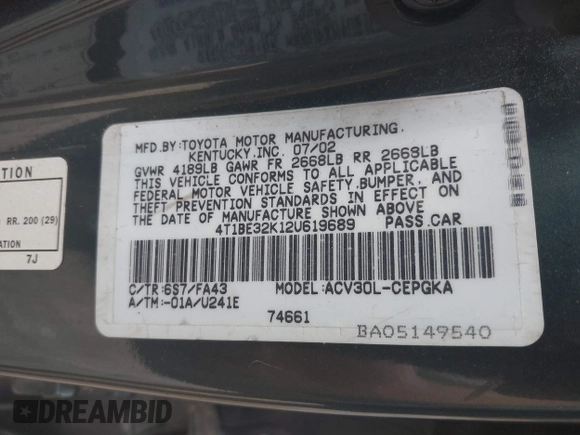 MFD.BY:TOYOTA MOTOR MANUFACTURING,
KENTUCKY,INC. 07/02
GVWR 4189LB GAWR FR 2668LB RR 2668LB
THIS VEHICLE CONFORMS TO ALL APPLICABLE
FEDERAL MOTOR VEHICLE SAFETY,BUMPER, AND
THEFT PREVENTION STANDARDS IN EFFECT ON
THE DATE OF MANUFACTURE SHOWN ABOVE
4T1BE32K12U619689 PASS.CAR
C/TR:6S7/FA43 MODEL:ACV30L-CEPGKA
A/TM:-01A/U241E
74661
BA05149540
RR. 200 (29)
7J
DREAMBID